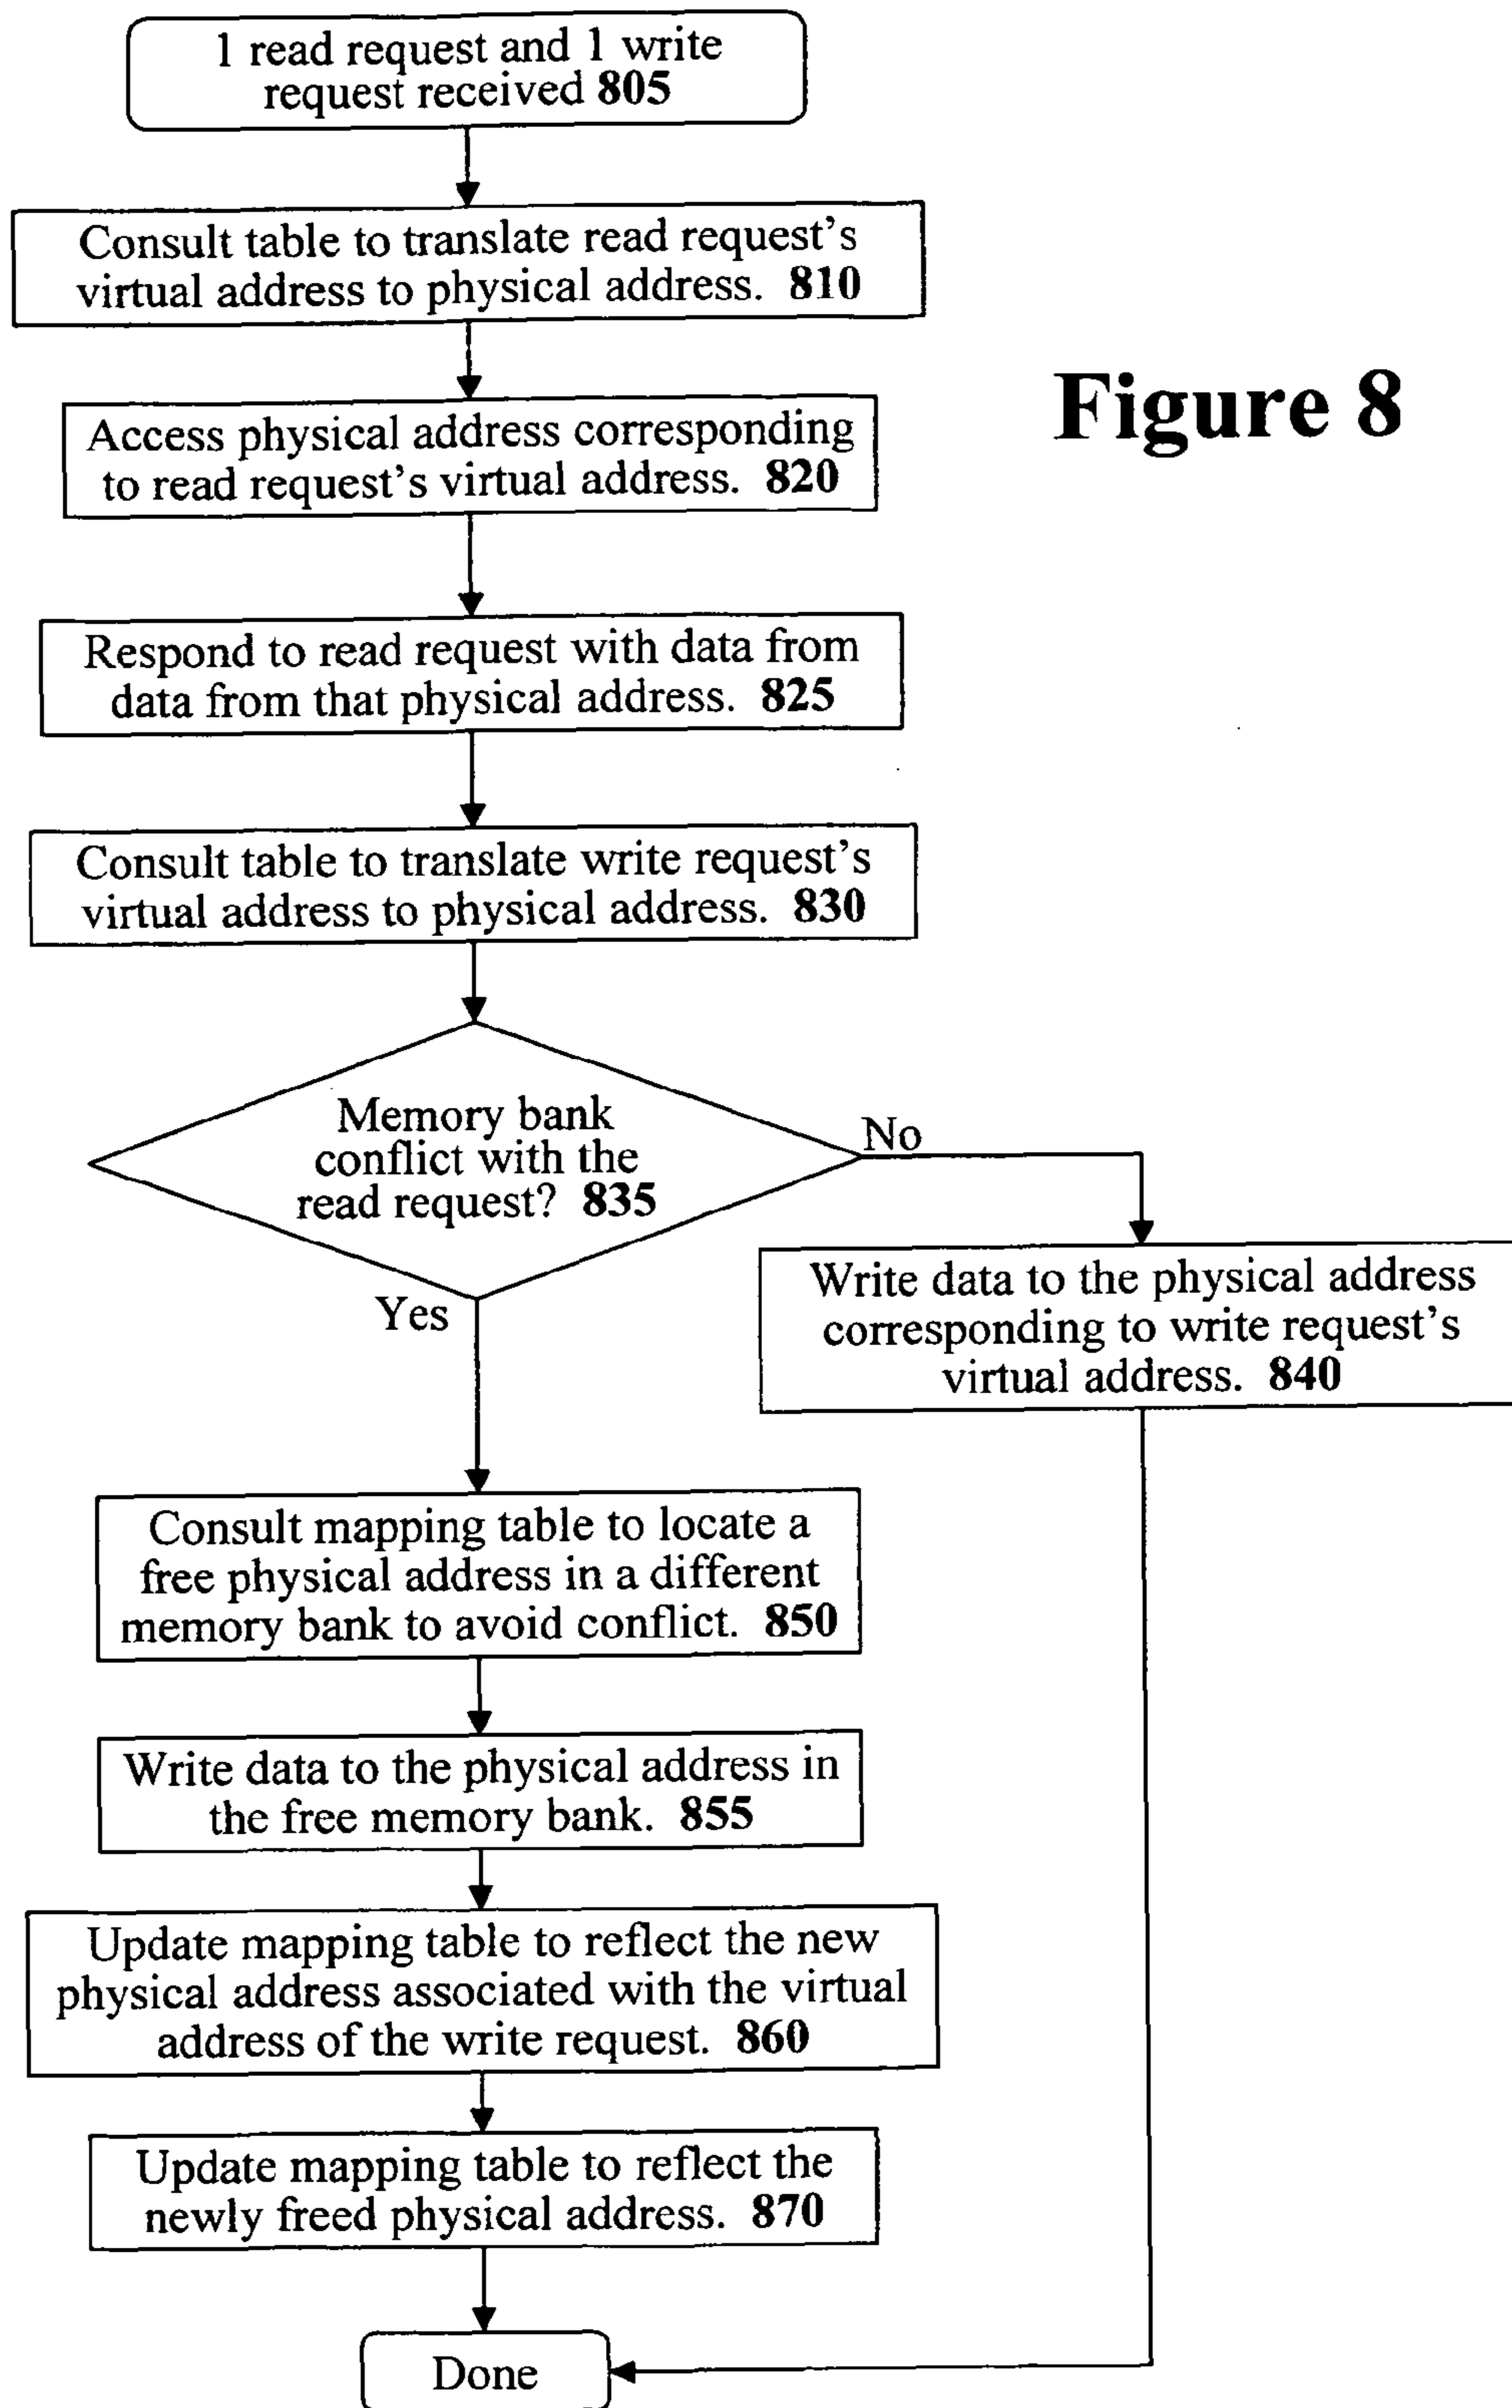 1 read request and 1 write
request received 805
Consult table to translate read request's
virtual address to physical address. 810
Figure 8
Access physical address corresponding
to read request's virtual address. 820
Respond to read request with data from
data from that physical address. 825
Consult table to translate write request's
virtual address to physical address. 830
Memory bank
conflict with the
read request? 835
No
Yes
Write data to the physical address
corresponding to write request's
virtual address. 840
Consult mapping table to locate a
free physical address in a different
memory bank to avoid conflict. 850
Write data to the physical address in
the free memory bank. 855
Update mapping table to reflect the new
physical address associated with the virtual
address of the write request. 860
Update mapping table to reflect the
newly freed physical address. 870
Done